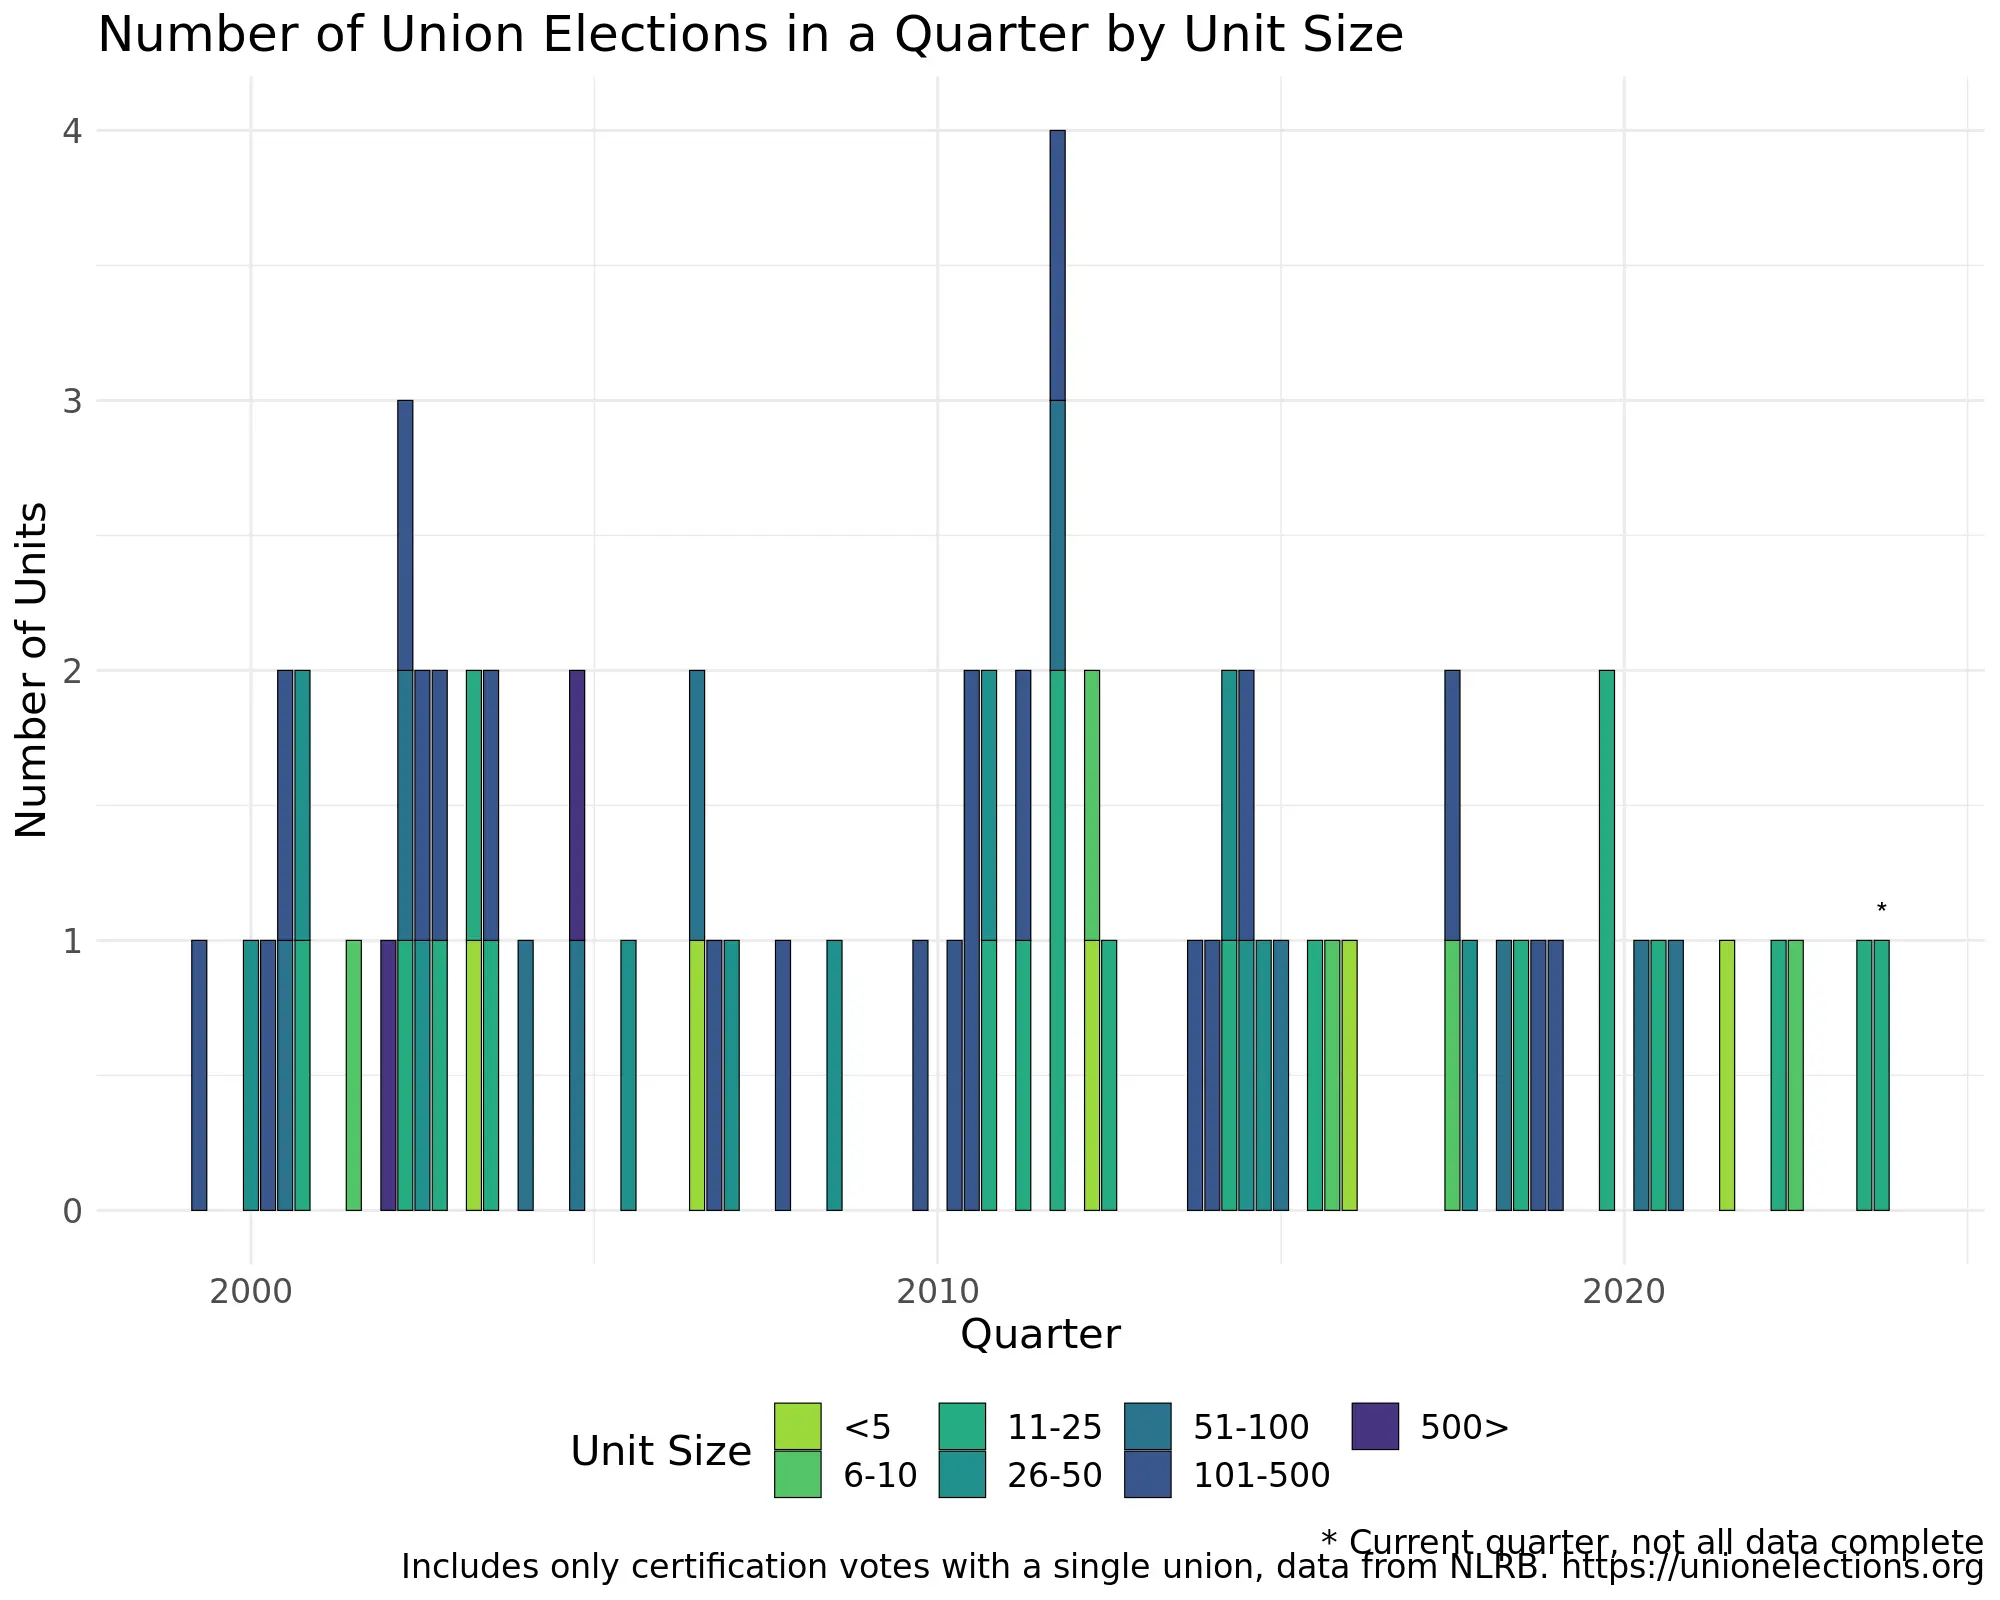 Number of Union Elections in a Quarter by Unit Size
Number of Units
4
3
2
1
0
*
2000 2010 2020
Quarter
Unit Size
<5 11-25 51-100 500>
6-10 26-50 101-500
* Current quarter, not all data complete
Includes only certification votes with a single union, data from NLRB. https://unionelections.org